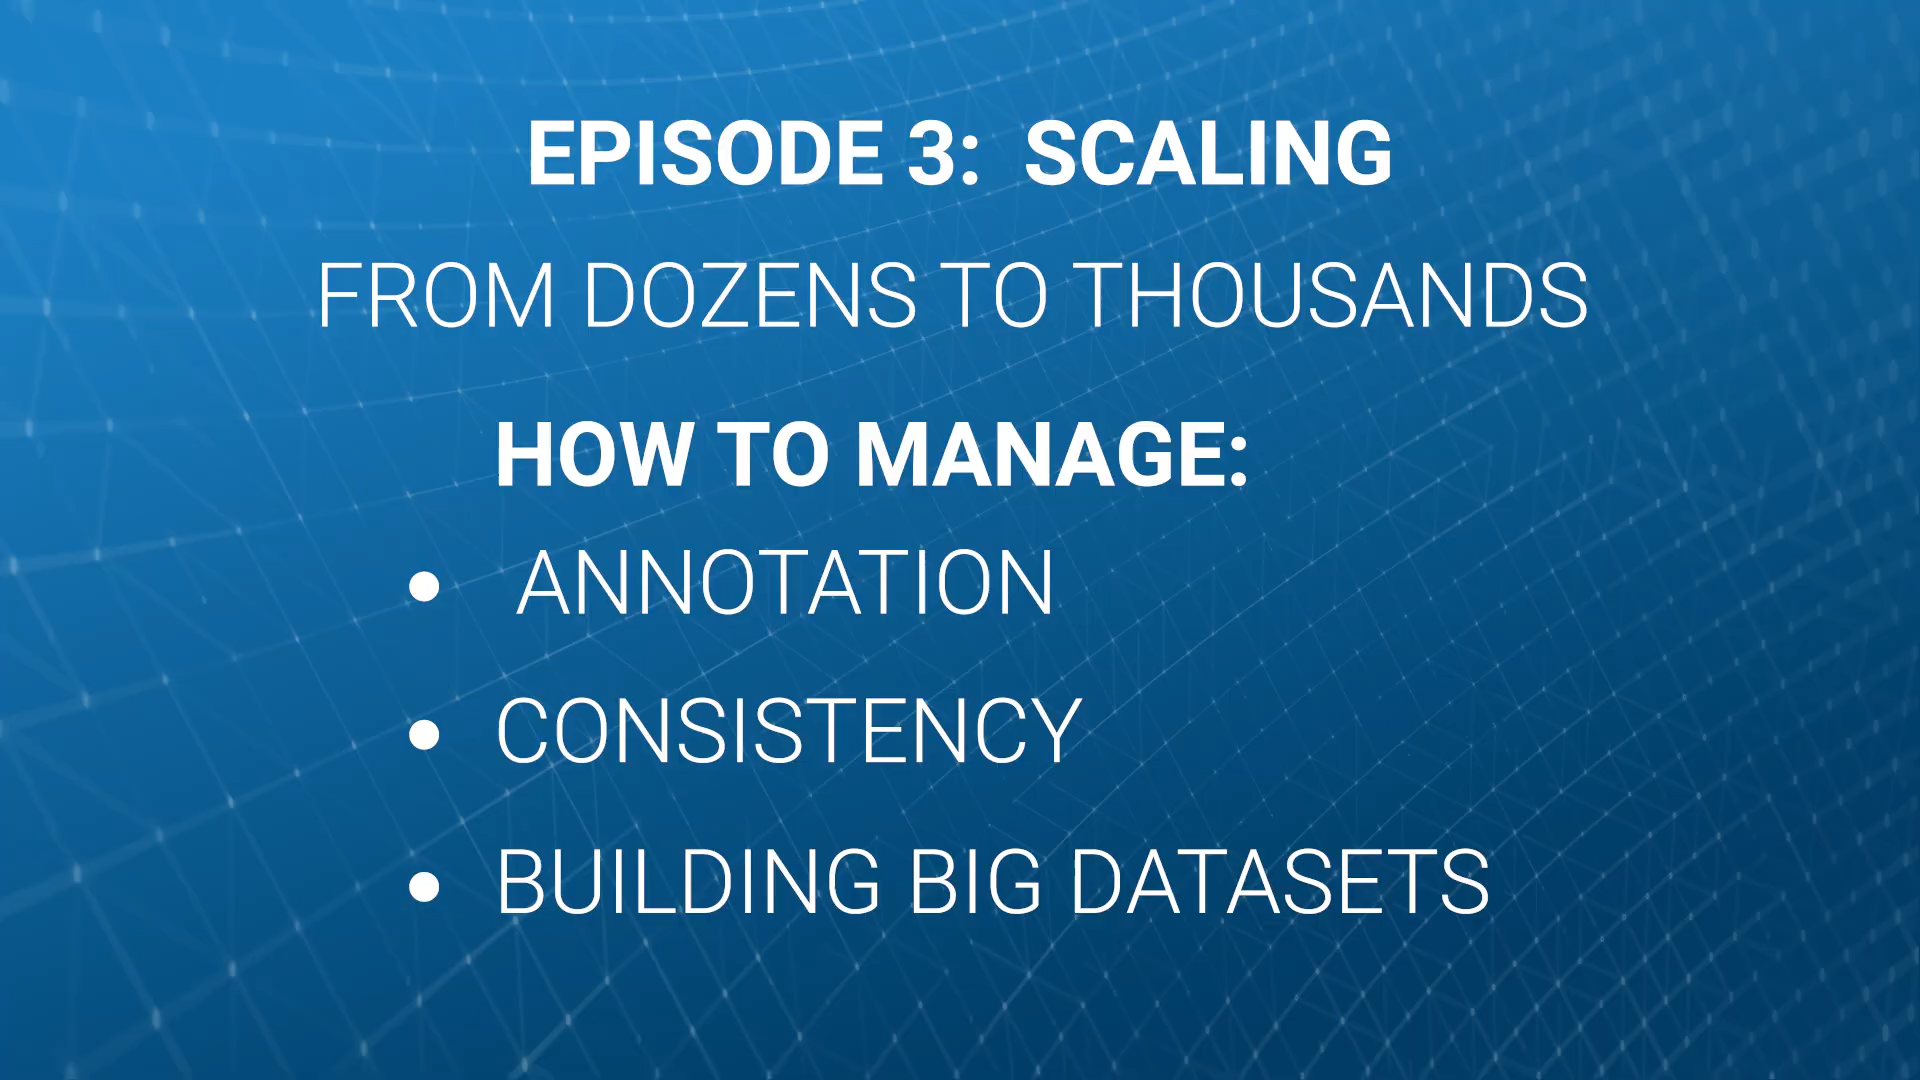 EPISODE 3: SCALING
FROM DOZENS TO THOUSANDS
HOW TO MANAGE:
• ANNOTATION
• CONSISTENCY
• BUILDING BIG DATASETS